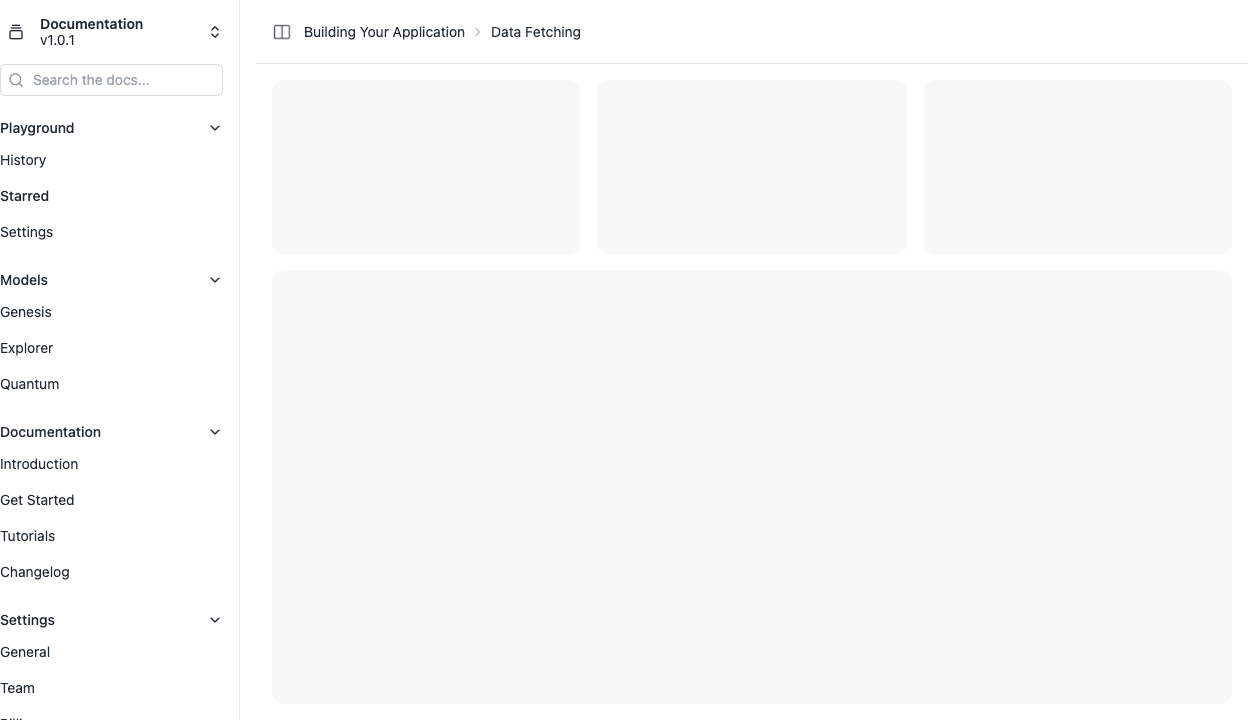 Documentation
v1.0.1
Search the docs...
Playground
History
Starred
Settings
Models
Genesis
Explorer
Quantum
Documentation
Introduction
Get Started
Tutorials
Changelog
Settings
General
Team
Building Your Application
Data Fetching